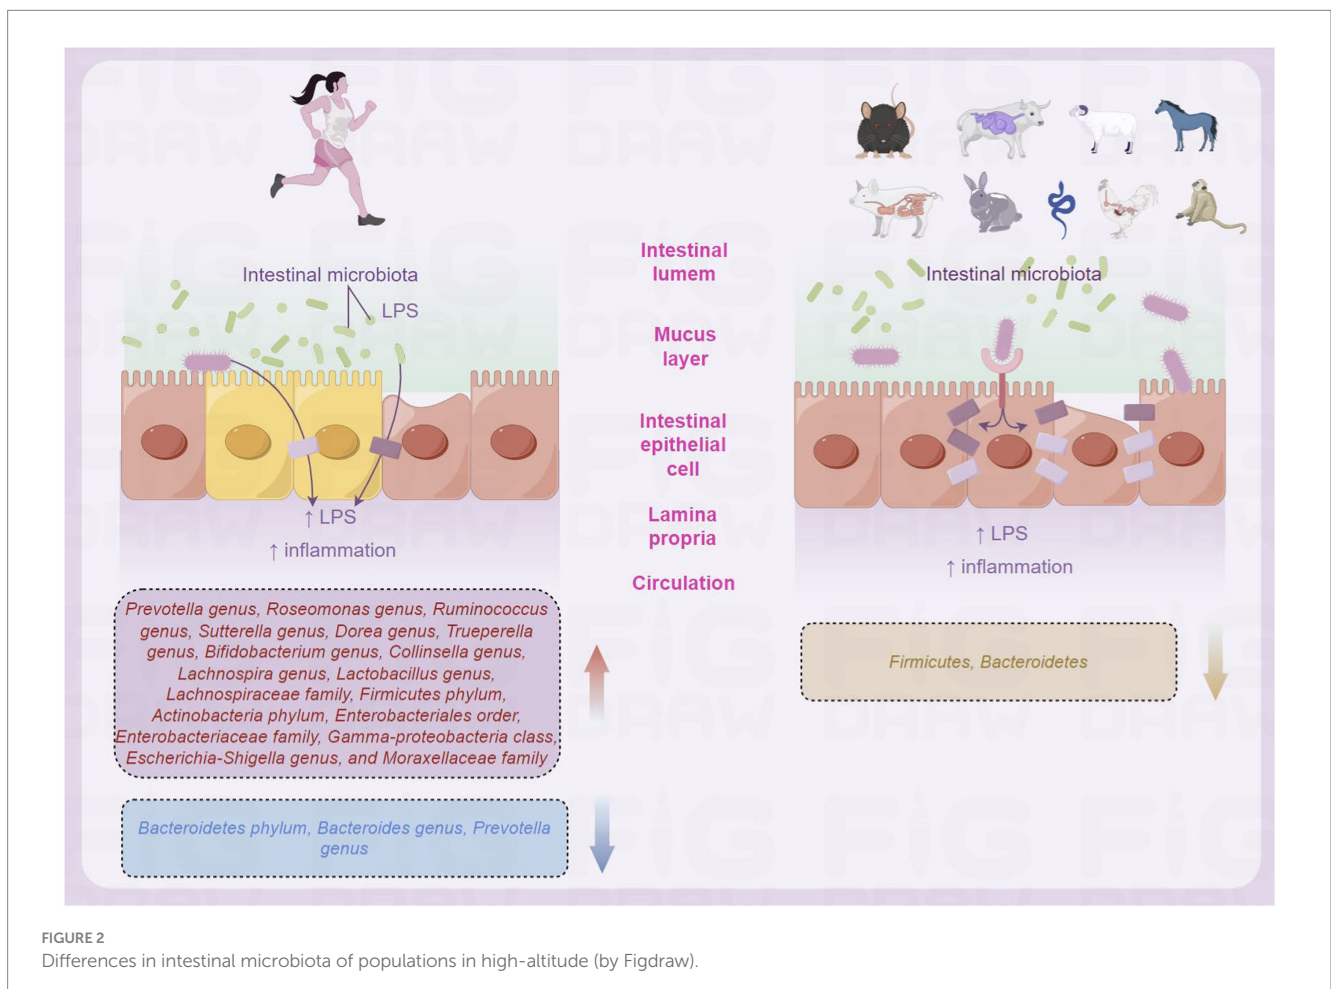 Intestinal microbiota
LPS
↑ LPS
↑ inflammation
Prevotella genus, Roseomonas genus, Ruminococcus
genus, Sutterella genus, Dorea genus, Trueperella
genus, Bifidobacterium genus, Collinsella genus,
Lachnospira genus, Lactobacillus genus,
Lachnospiraceae family, Firmicutes phylum,
Actinobacteria phylum, Enterobacteriales order,
Enterobacteriaceae family, Gamma-proteobacteria class,
Escherichia-Shigella genus, and Moraxellaceae family
Bacteroidetes phylum, Bacteroides genus, Prevotella
genus
Intestinal
lumem
Mucus
layer
Intestinal
epithelial
cell
Lamina
propria
Circulation
Intestinal microbiota
↑ LPS
↑ inflammation
Firmicutes, Bacteroidetes
FIGURE 2
Differences in intestinal microbiota of populations in high-altitude (by Figdraw).
FIG
DRAW